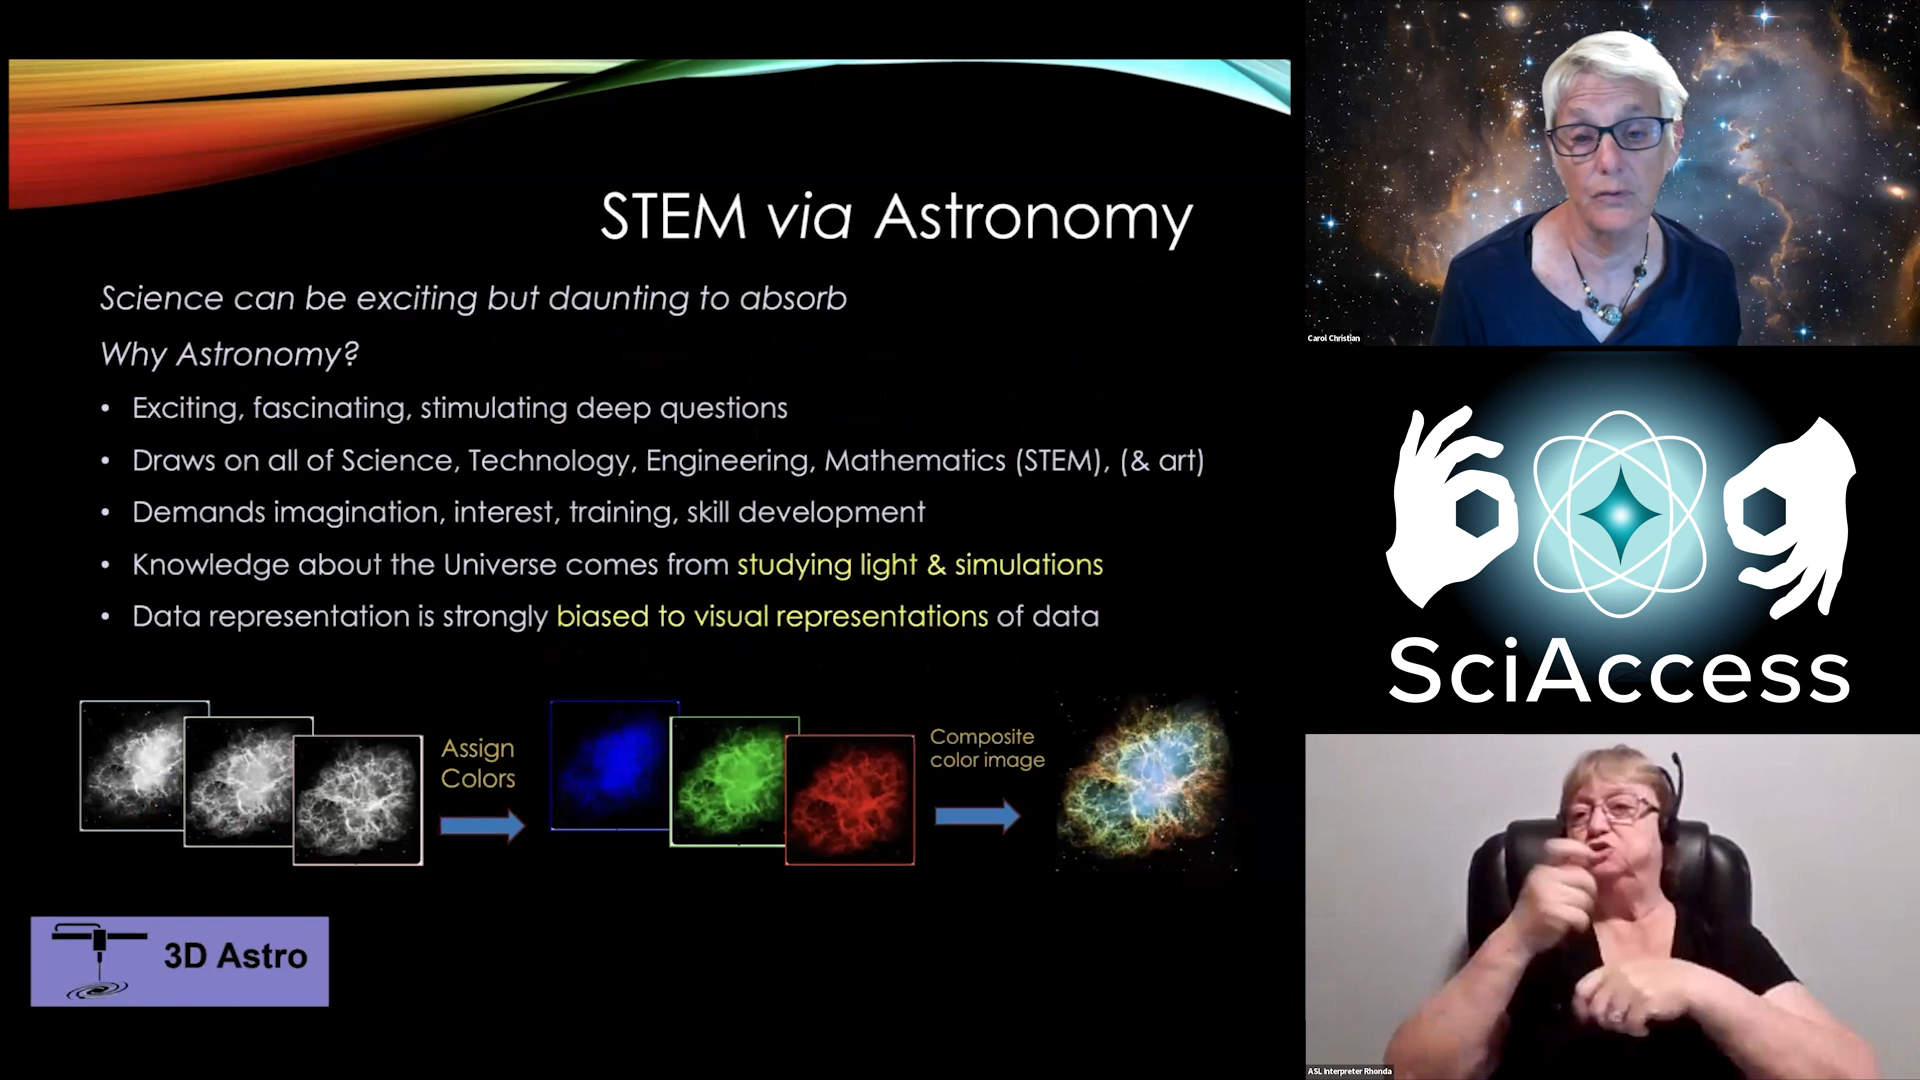 STEM via Astronomy
Science can be exciting but daunting to absorb
Why Astronomy?
• Exciting, fascinating, stimulating deep questions
• Draws on all of Science, Technology, Engineering, Mathematics (STEM), (& art)
• Demands imagination, interest, training, skill development
• Knowledge about the Universe comes from studying light & simulations
• Data representation is strongly biased to visual representations of data
Assign
Colors
Composite
color image
3D Astro
Carol Christian
SciAccess
ASL Interpreter Rhonda